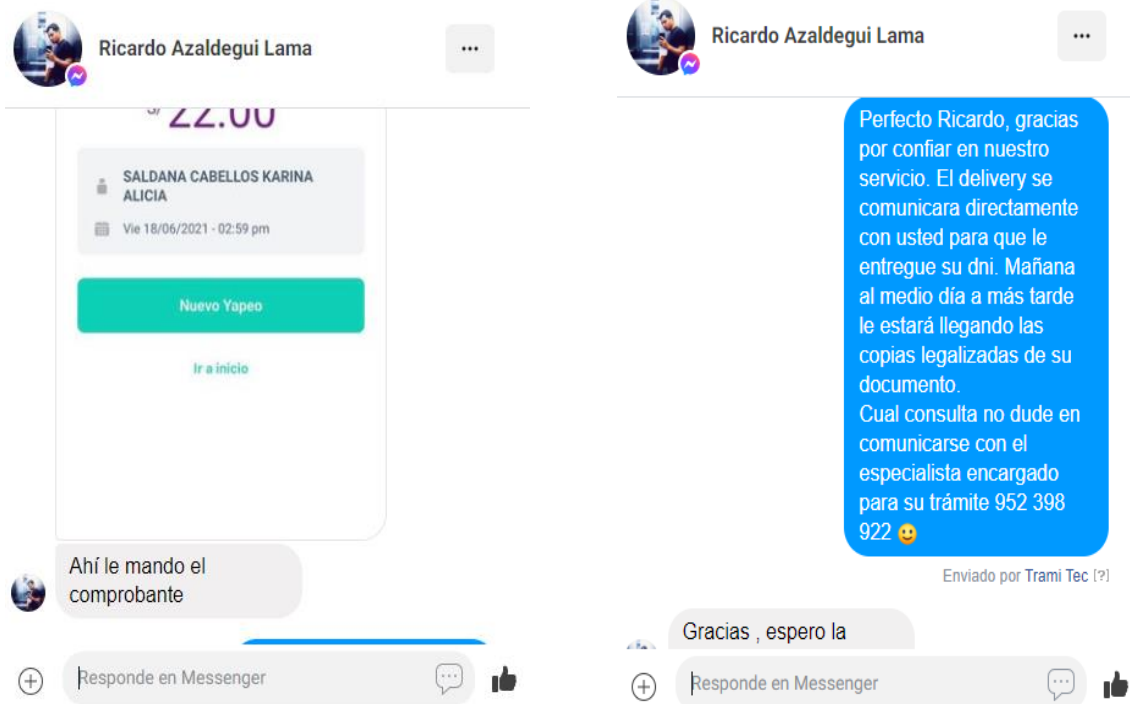 Ricardo Azaldegui Lama
S/ 22.00
SALDANA CABELLOS KARINA
ALICIA
Vie 18/06/2021 - 02:59 pm
Nuevo Yapeo
Ir a inicio
Ahí le mando el
comprobante
Responde en Messenger
Ricardo Azaldegui Lama
Perfecto Ricardo, gracias
por confiar en nuestro
servicio. El delivery se
comunicara directamente
con usted para que le
entregue su dni. Mañana
al medio día a más tarde
le estará llegando las
copias legalizadas de su
documento.
Cual consulta no dude en
comunicarse con el
especialista encargado
para su trámite 952 398
922 🙂
Enviado por Trami Tec [?]
Gracias , espero la
Responde en Messenger